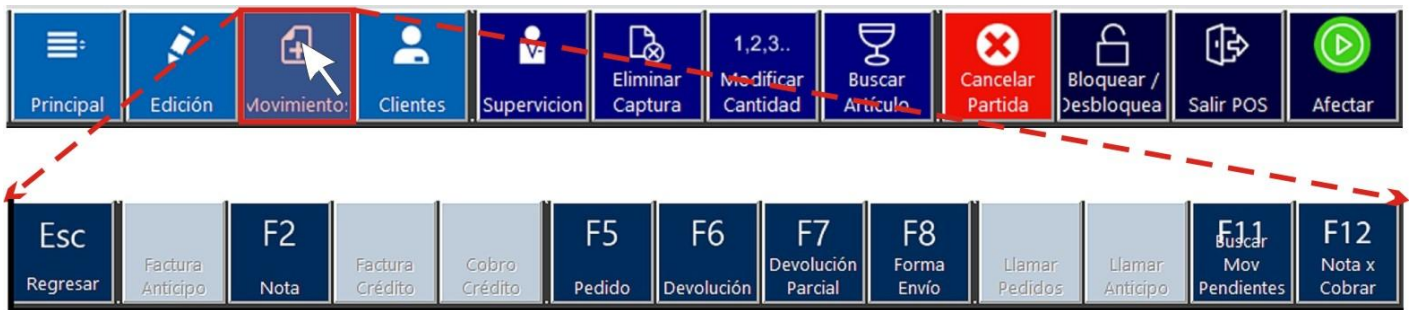 Principal
Edición
Movimientos
Clientes
V-
Supervicion
Eliminar
Captura
1,2,3..
Modificar
Cantidad
Buscar
Artículo
Cancelar
Partida
Bloquear /
Desbloquea
Salir POS
Afectar
Esc
Regresar
Factura
Anticipo
F2
Nota
Factura
Crédito
Cobro
Crédito
F5
Pedido
F6
Devolución
F7
Devolución
Parcial
F8
Forma
Envío
Llamar
Pedidos
Llamar
Anticipo
F11
Buscar
Mov
Pendientes
F12
Nota x
Cobrar